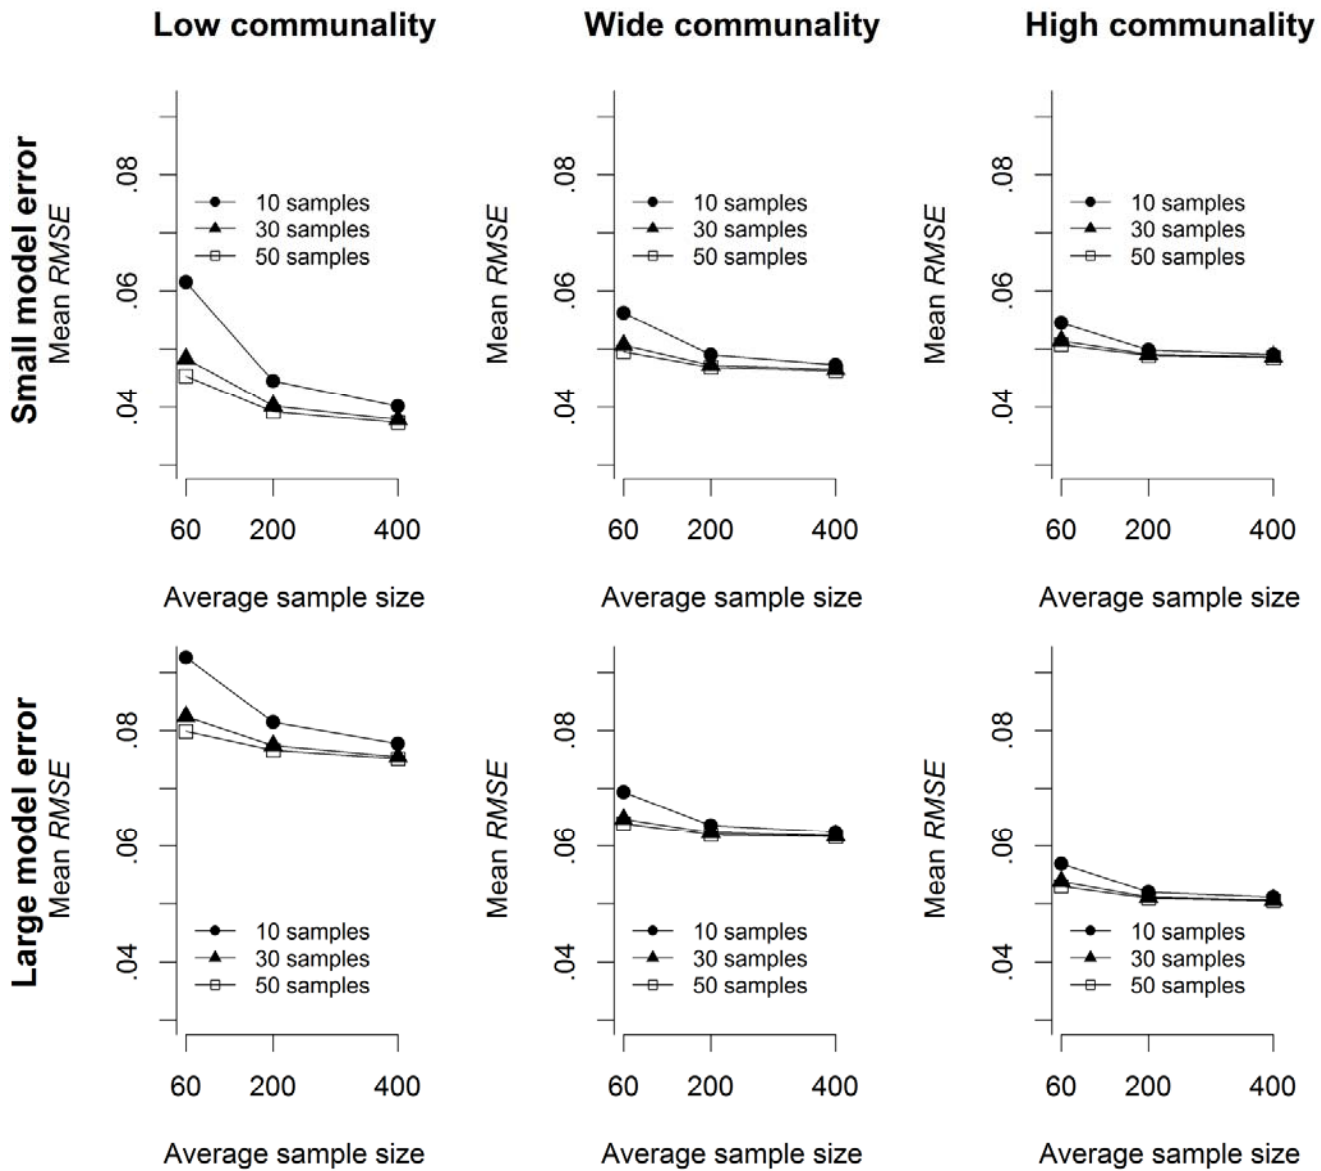 Low communality
Wide communality
High communality
Small model error
Mean RMSE
.08
.06
.04
10 samples
30 samples
50 samples
60 200 400
Average sample size
Mean RMSE
.08
.06
.04
10 samples
30 samples
50 samples
60 200 400
Average sample size
Mean RMSE
.08
.06
.04
10 samples
30 samples
50 samples
60 200 400
Average sample size
Large model error
Mean RMSE
.08
.06
.04
10 samples
30 samples
50 samples
60 200 400
Average sample size
Mean RMSE
.08
.06
.04
10 samples
30 samples
50 samples
60 200 400
Average sample size
Mean RMSE
.08
.06
.04
10 samples
30 samples
50 samples
60 200 400
Average sample size